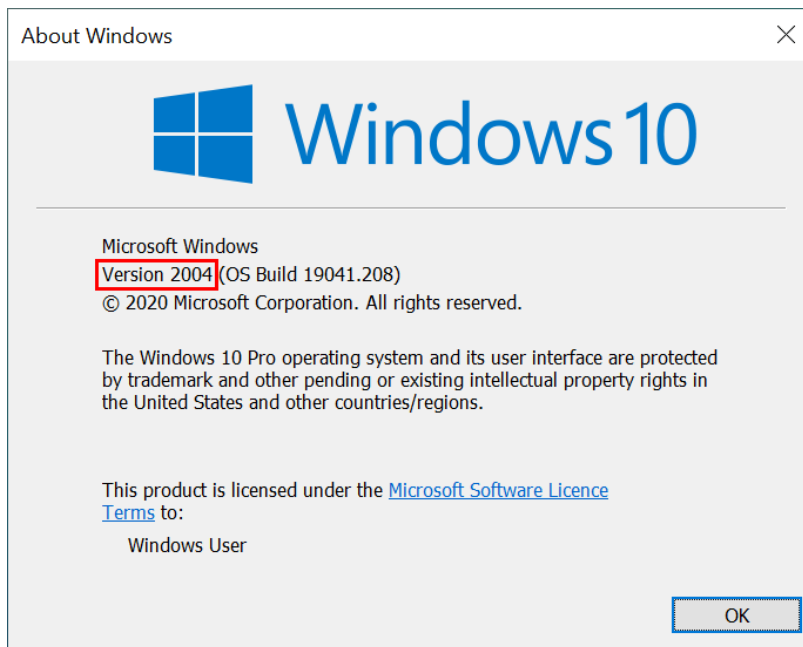 About Windows
Windows 10
Microsoft Windows
Version 2004 (OS Build 19041.208)
© 2020 Microsoft Corporation. All rights reserved.
The Windows 10 Pro operating system and its user interface are protected
by trademark and other pending or existing intellectual property rights in
the United States and other countries/regions.
This product is licensed under the Microsoft Software Licence
Terms to:
Windows User
OK